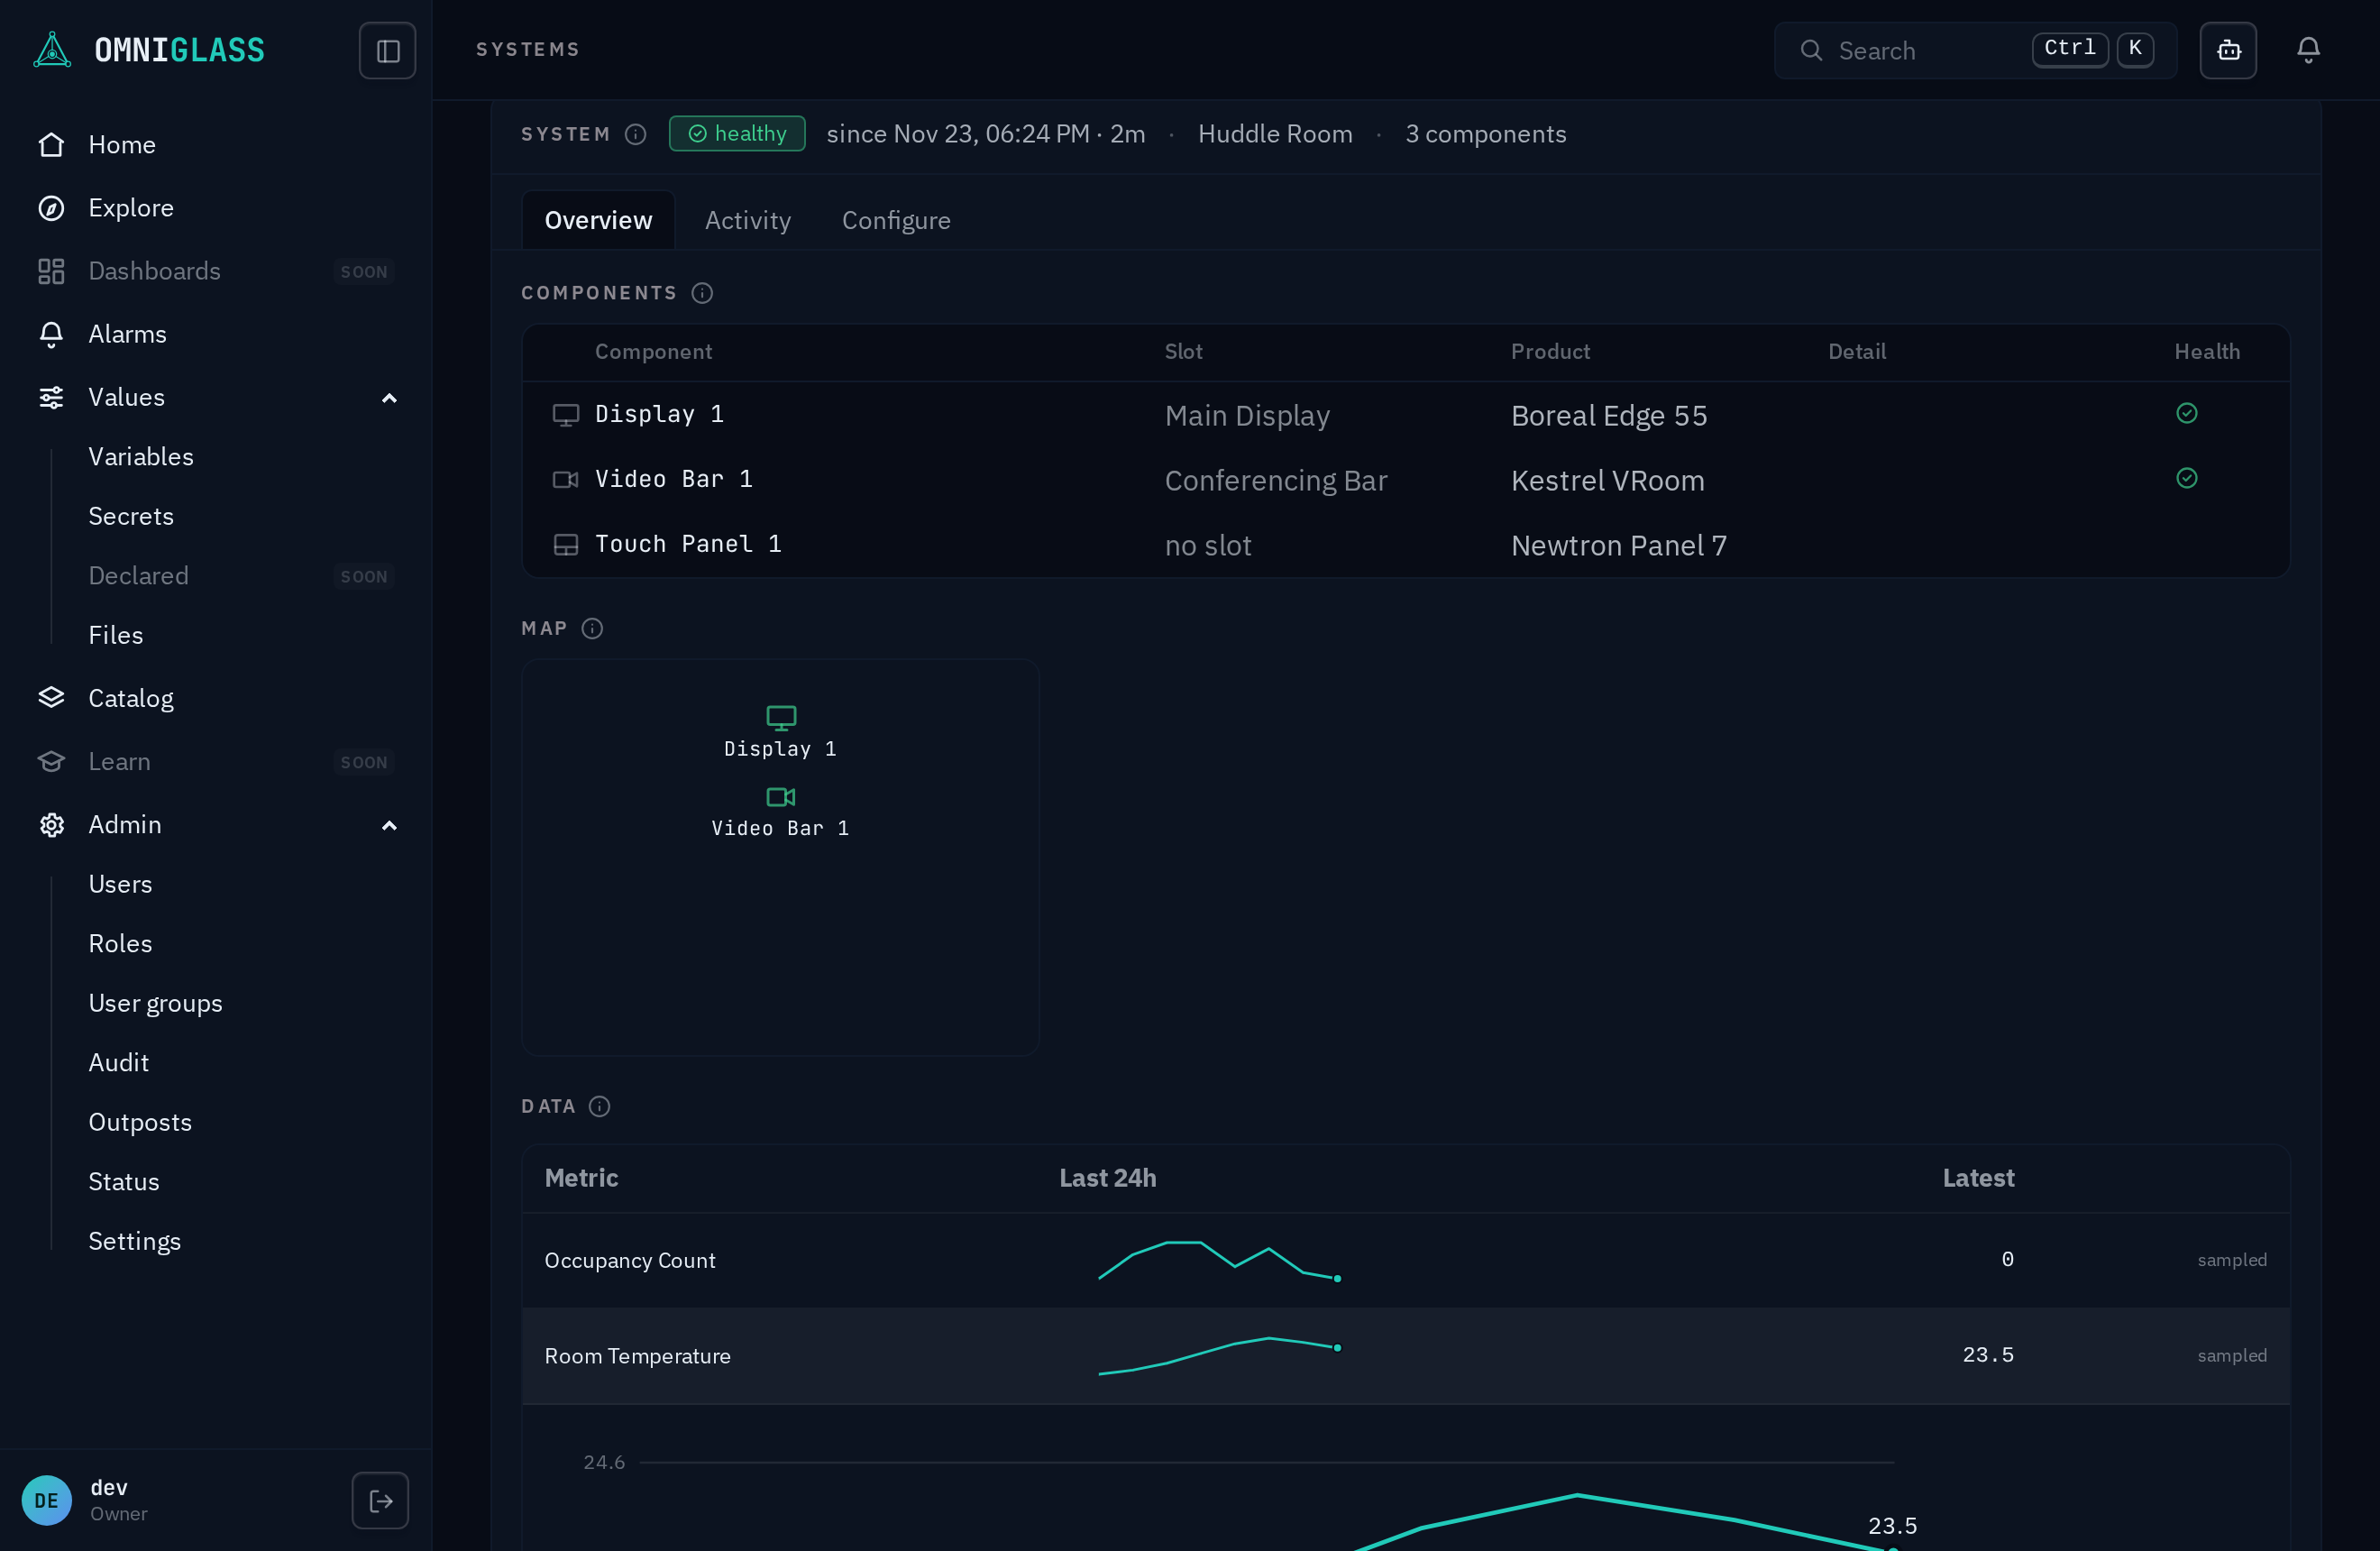 OMNIGLASS
SYSTEMS
Search
Ctrl K
Home
Explore
Dashboards SOON
Alarms
Values
Variables
Secrets
Declared SOON
Files
Catalog
Learn SOON
Admin
Users
Roles
User groups
Audit
Outposts
Status
Settings
DE
dev
Owner
SYSTEM healthy since Nov 23, 06:24 PM · 2m · Huddle Room · 3 components
Overview Activity Configure
COMPONENTS
Component Slot Product Detail Health
Display 1 Main Display Boreal Edge 55
Video Bar 1 Conferencing Bar Kestrel VRoom
Touch Panel 1 no slot Newtron Panel 7
MAP
Display 1
Video Bar 1
DATA
Metric Last 24h Latest
Occupancy Count 0 sampled
Room Temperature 23.5 sampled
24.6
23.5